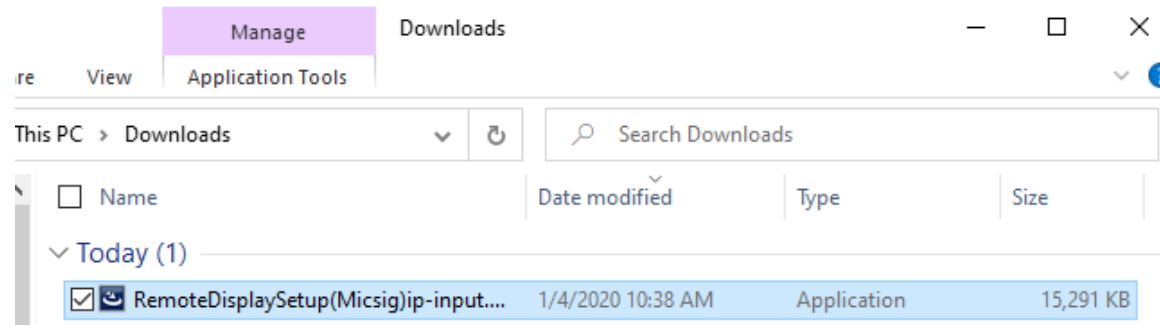 Manage Downloads
re View Application Tools
This PC > Downloads Search Downloads
Name Date modified Type Size
Today (1)
RemoteDisplaySetup(Micsig)ip-input.... 1/4/2020 10:38 AM Application 15,291 KB